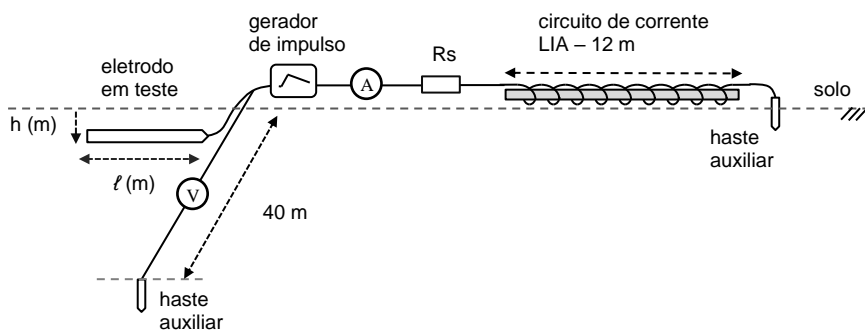 gerador
de impulso
circuito de corrente
LIA – 12 m
Rs
eletrodo
em teste
A
solo
h (m)
haste
auxiliar
ℓ (m)
V
40 m
haste
auxiliar